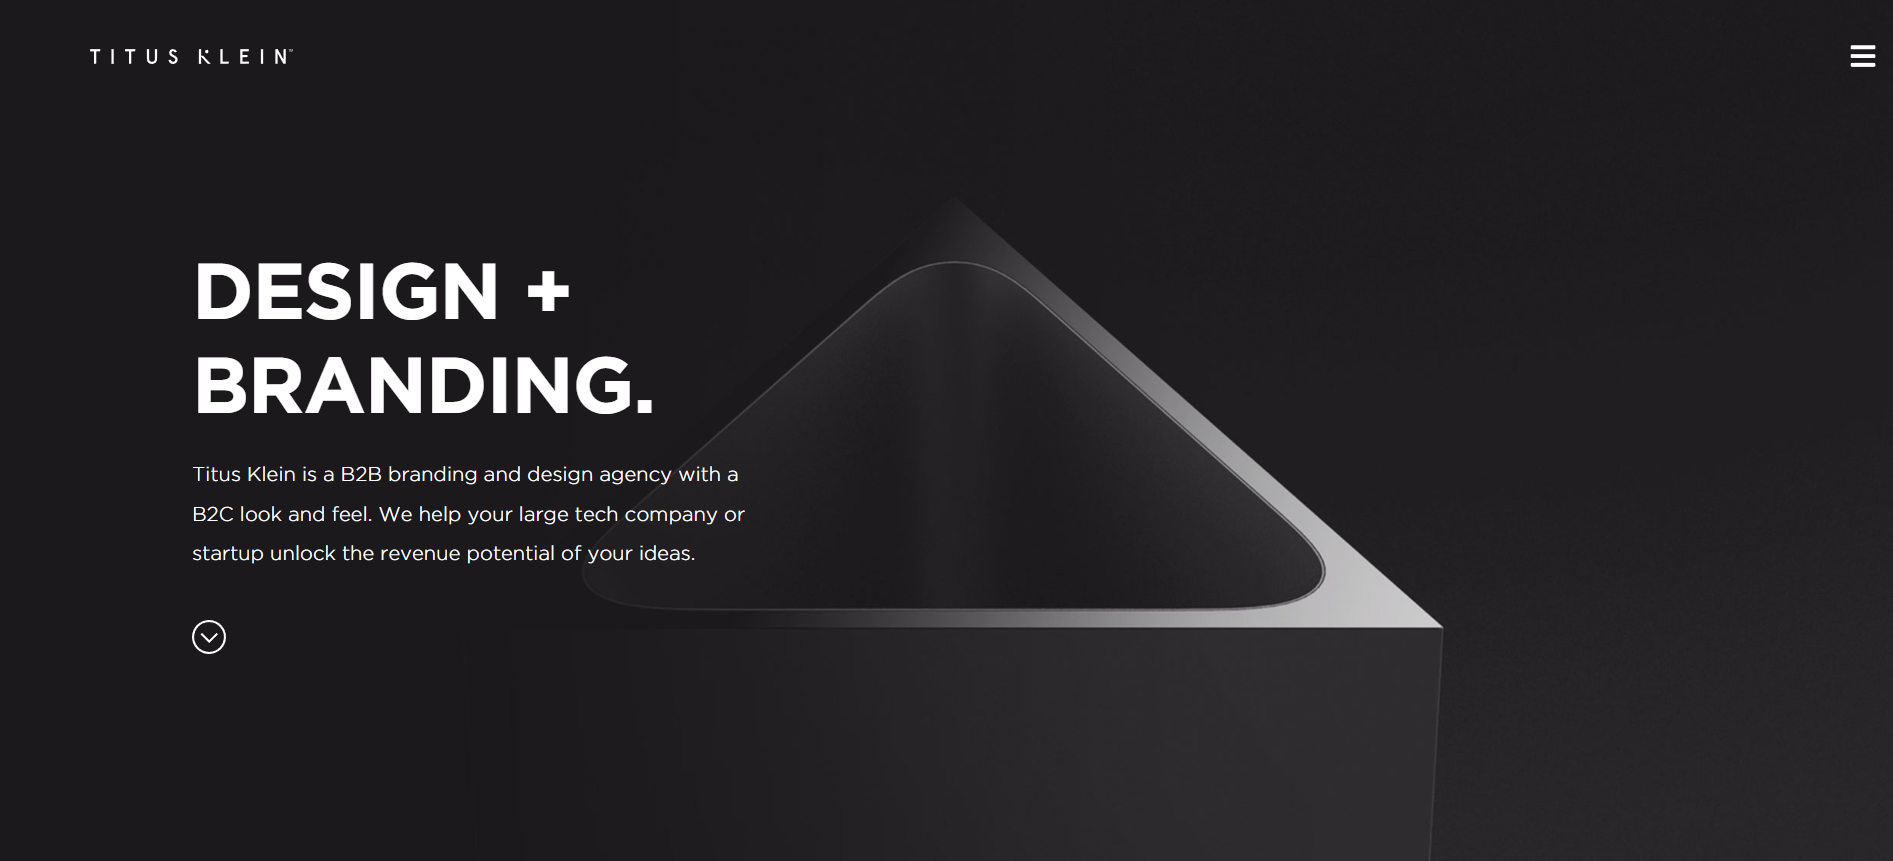 TITUS KLEIN™
DESIGN +
BRANDING.
Titus Klein is a B2B branding and design agency with a
B2C look and feel. We help your large tech company or
startup unlock the revenue potential of your ideas.